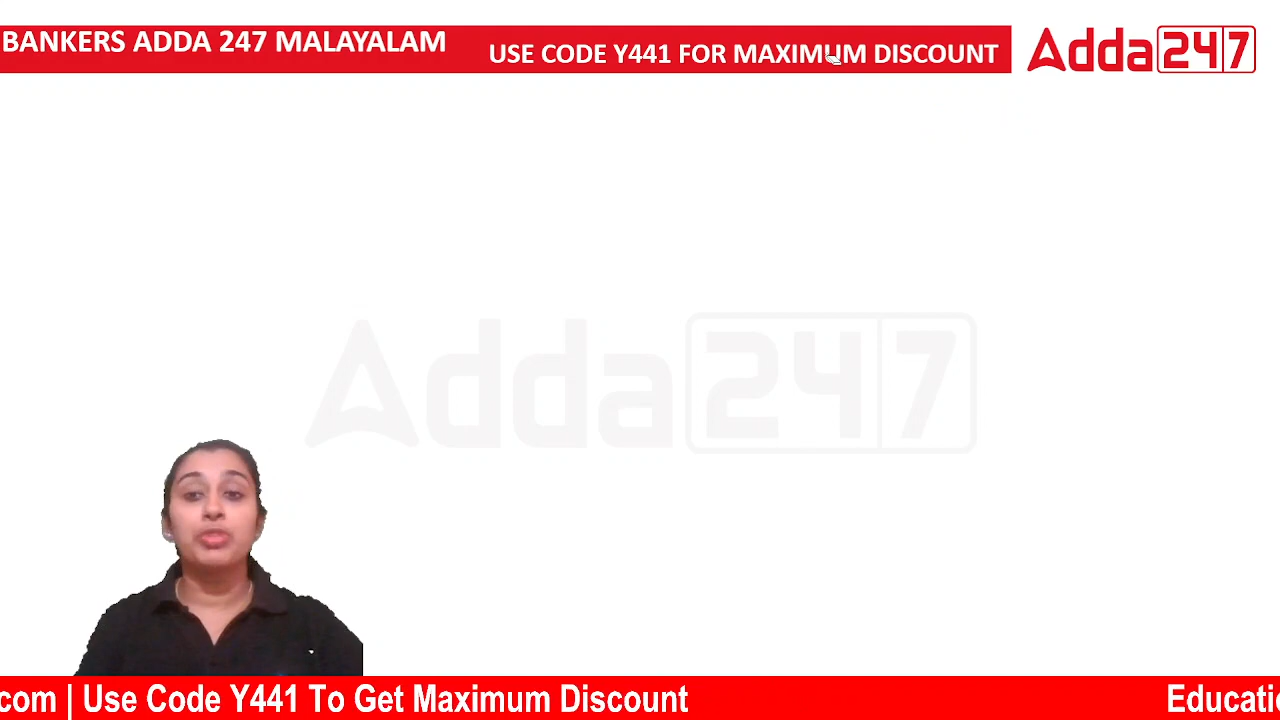 BANKERS ADDA 247 MALAYALAM
USE CODE Y441 FOR MAXIMUM DISCOUNT
Adda247
Adda247
.com | Use Code Y441 To Get Maximum Discount
Educatio